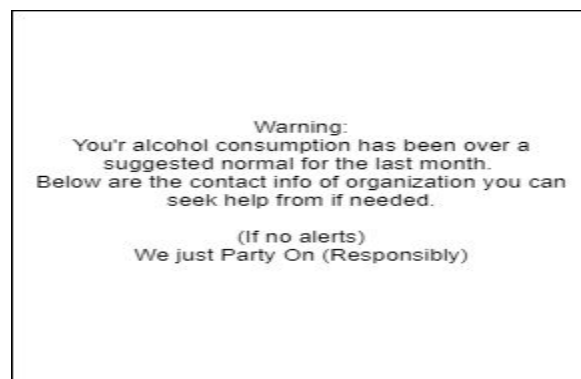 Warning:
You'r alcohol consumption has been over a
suggested normal for the last month.
Below are the contact info of organization you can
seek help from if needed.
(If no alerts)
We just Party On (Responsibly)